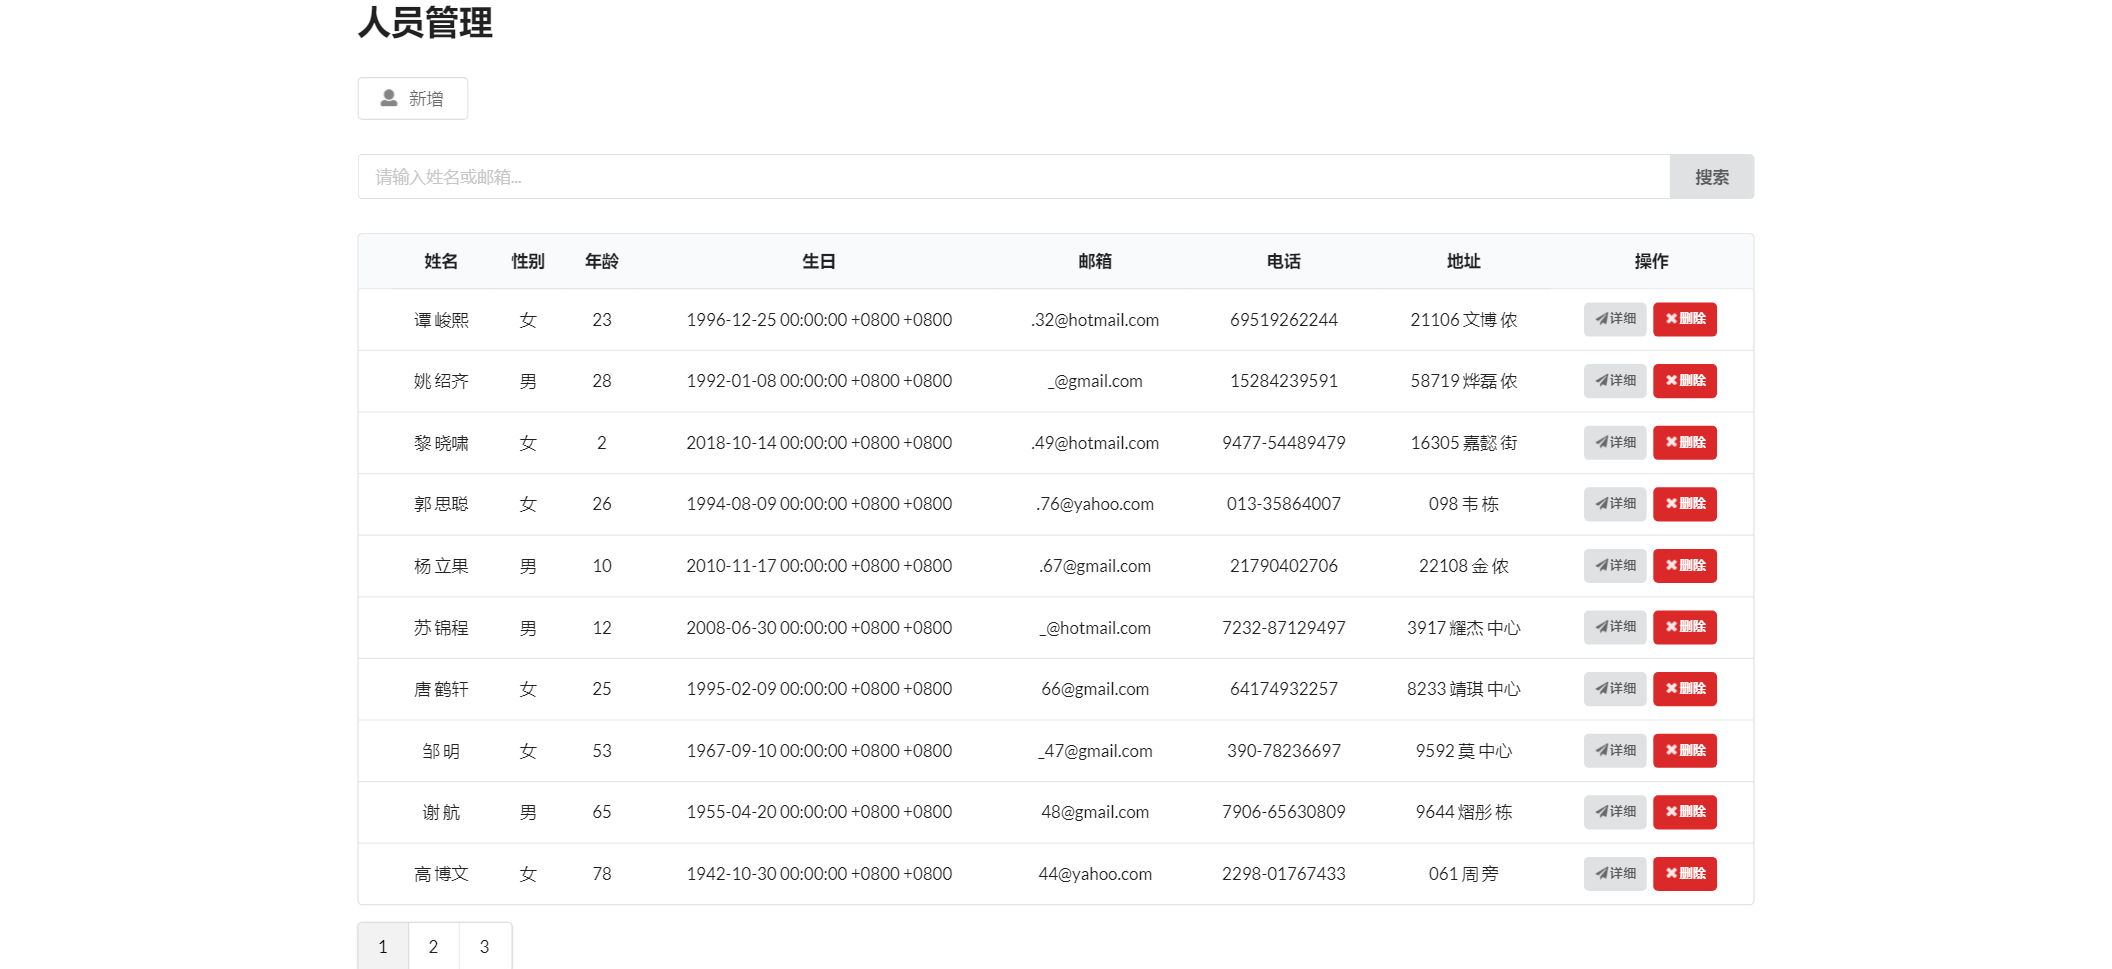 人员管理
新增
请输入姓名或邮箱... 搜索
姓名 性别 年龄 生日 邮箱 电话 地址 操作
谭 峻熙 女 23 1996-12-25 00:00:00 +0800 +0800 .32@hotmail.com 69519262244 21106 文博 侬 详细 删除
姚 绍齐 男 28 1992-01-08 00:00:00 +0800 +0800 _@gmail.com 15284239591 58719 烨磊 侬 详细 删除
黎 晓啸 女 2 2018-10-14 00:00:00 +0800 +0800 .49@hotmail.com 9477-54489479 16305 嘉懿 街 详细 删除
郭 思聪 女 26 1994-08-09 00:00:00 +0800 +0800 .76@yahoo.com 013-35864007 098 韦 栋 详细 删除
杨 立果 男 10 2010-11-17 00:00:00 +0800 +0800 .67@gmail.com 21790402706 22108 金 侬 详细 删除
苏 锦程 男 12 2008-06-30 00:00:00 +0800 +0800 _@hotmail.com 7232-87129497 3917 耀杰 中心 详细 删除
唐 鹤轩 女 25 1995-02-09 00:00:00 +0800 +0800 66@gmail.com 64174932257 8233 靖琪 中心 详细 删除
邹 明 女 53 1967-09-10 00:00:00 +0800 +0800 _47@gmail.com 390-78236697 9592 莫 中心 详细 删除
谢 航 男 65 1955-04-20 00:00:00 +0800 +0800 48@gmail.com 7906-65630809 9644 熠彤 栋 详细 删除
高 博文 女 78 1942-10-30 00:00:00 +0800 +0800 44@yahoo.com 2298-01767433 061 周 旁 详细 删除
1 2 3